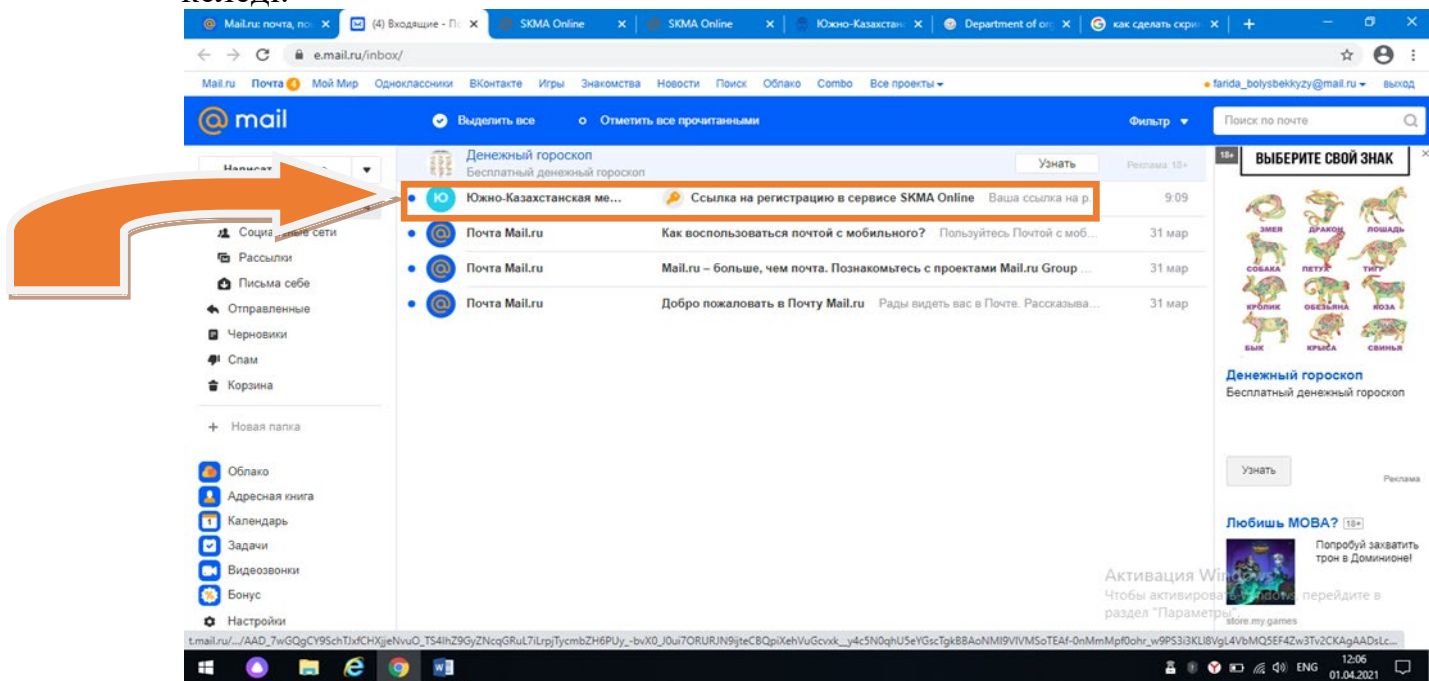 келеді.
Mail.ru: почта, по
(4) Входящие - По
SKMA Online
SKMA Online
Южно-Казахстанс
Department of or
как сделать скри
e.mail.ru/inbox/
Mail.ru Почта 4 Мой Мир Одноклассники ВКонтакте Игры Знакомства Новости Поиск Облако Combo Все проекты
farida_bolysbekkyzy@mail.ru выход
@mail
Выделить все
Отметить все прочитанными
Фильтр
Поиск по почте
Денежный гороскоп
Бесплатный денежный гороскоп
Узнать
Реклама 18+
Ю Южно-Казахстанская ме... Ссылка на регистрацию в сервисе SKMA Online Ваша ссылка на р... 9:09
Почта Mail.ru Как воспользоваться почтой с мобильного? Пользуйтесь Почтой с моб... 31 мар
Почта Mail.ru Mail.ru – больше, чем почта. Познакомьтесь с проектами Mail.ru Group ... 31 мар
Почта Mail.ru Добро пожаловать в Почту Mail.ru Рады видеть вас в Почте. Рассказыва... 31 мар
сети
Рассылки
Письма себе
Отправленные
Черновики
Спам
Корзина
+ Новая папка
Облако
Адресная книга
Календарь
Задачи
Видеозвонки
Бонус
Настройки
18+
ВЫБЕРИТЕ СВОЙ ЗНАК
ЗМЕЯ ДРАКОН ЛОШАДЬ
СОБАКА ПЕТУХ ТИГР
КРОЛИК ОБЕЗЬЯНА КОЗА
БЫК КРЫСА СВИНЬЯ
Денежный гороскоп
Бесплатный денежный гороскоп
Узнать
Реклама
Любишь МОВА? 18+
Попробуй захватить
трон в Доминионе!
store.my.games
Активация Windows
Чтобы активировать Windows, перейдите в
раздел "Параметры".
12:06
ENG
01.04.2021